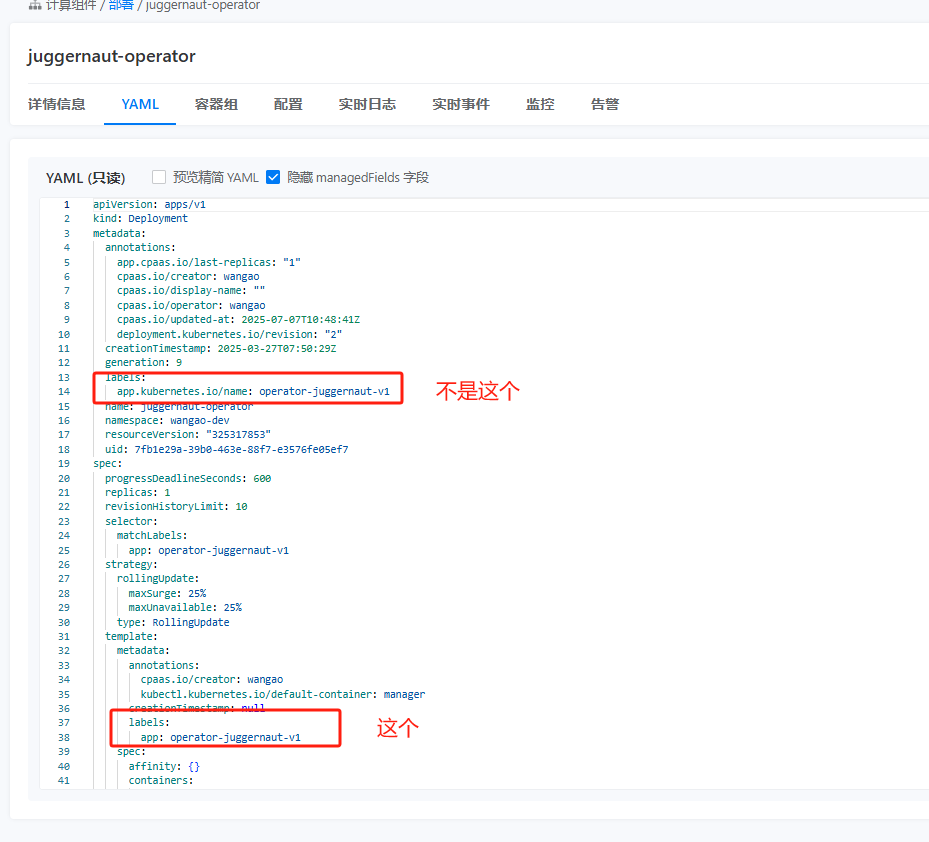 计算组件 / 部署 / juggernaut-operator
juggernaut-operator
详情信息 YAML 容器组 配置 实时日志 实时事件 监控 告警
YAML (只读) 预览精简 YAML 隐藏 managedFields 字段
1 apiVersion: apps/v1
2 kind: Deployment
3 metadata:
4 annotations:
5 app.cpaas.io/last-replicas: "1"
6 cpaas.io/creator: wangao
7 cpaas.io/display-name: ""
8 cpaas.io/operator: wangao
9 cpaas.io/updated-at: 2025-07-07T10:48:41Z
10 deployment.kubernetes.io/revision: "2"
11 creationTimestamp: 2025-03-27T07:50:29Z
12 generation: 9
13 labels:
14 app.kubernetes.io/name: operator-juggernaut-v1 不是这个
15 name: juggernaut-operator
16 namespace: wangao-dev
17 resourceVersion: "325317853"
18 uid: 7fb1e29a-39b0-463e-88f7-e3576fe05ef7
19 spec:
20 progressDeadlineSeconds: 600
21 replicas: 1
22 revisionHistoryLimit: 10
23 selector:
24 matchLabels:
25 app: operator-juggernaut-v1
26 strategy:
27 rollingUpdate:
28 maxSurge: 25%
29 maxUnavailable: 25%
30 type: RollingUpdate
31 template:
32 metadata:
33 annotations:
34 cpaas.io/creator: wangao
35 kubectl.kubernetes.io/default-container: manager
36 creationTimestamp: null
37 labels: 这个
38 app: operator-juggernaut-v1
39 spec:
40 affinity: {}
41 containers: